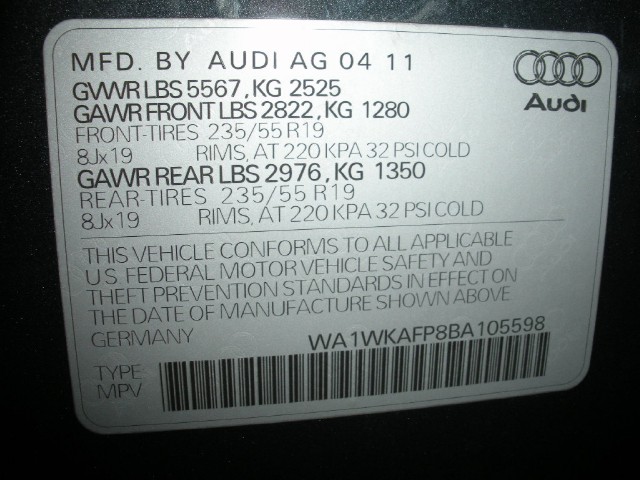 MFD. BY AUDI AG 04 11
GVWR LBS 5567, KG 2525
GAWR FRONT LBS 2822, KG 1280
FRONT-TIRES 235/55 R19
8Jx19 RIMS, AT 220 KPA 32 PSI COLD
GAWR REAR LBS 2976, KG 1350
REAR-TIRES 235/55 R19
8Jx19 RIMS, AT 220 KPA 32 PSI COLD
Audi
THIS VEHICLE CONFORMS TO ALL APPLICABLE
U.S. FEDERAL MOTOR VEHICLE SAFETY AND
THEFT PREVENTION STANDARDS IN EFFECT ON
THE DATE OF MANUFACTURE SHOWN ABOVE
GERMANY WA1WKAFP8BA105598
TYPE
MPV